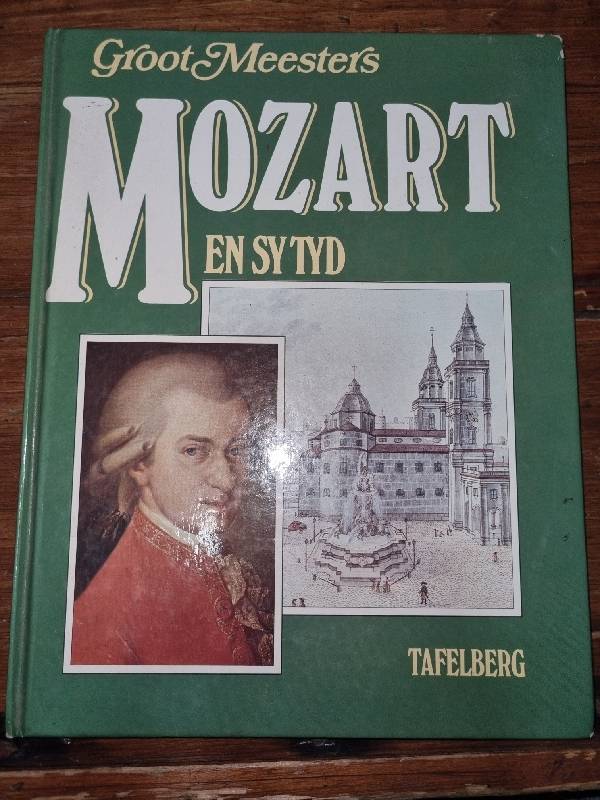 Groot Meesters
MOZART
EN SY TYD
TAFELBERG